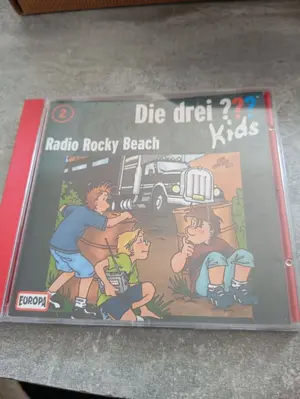 2
Die drei ???
Kids
Radio Rocky Beach
EUROPA